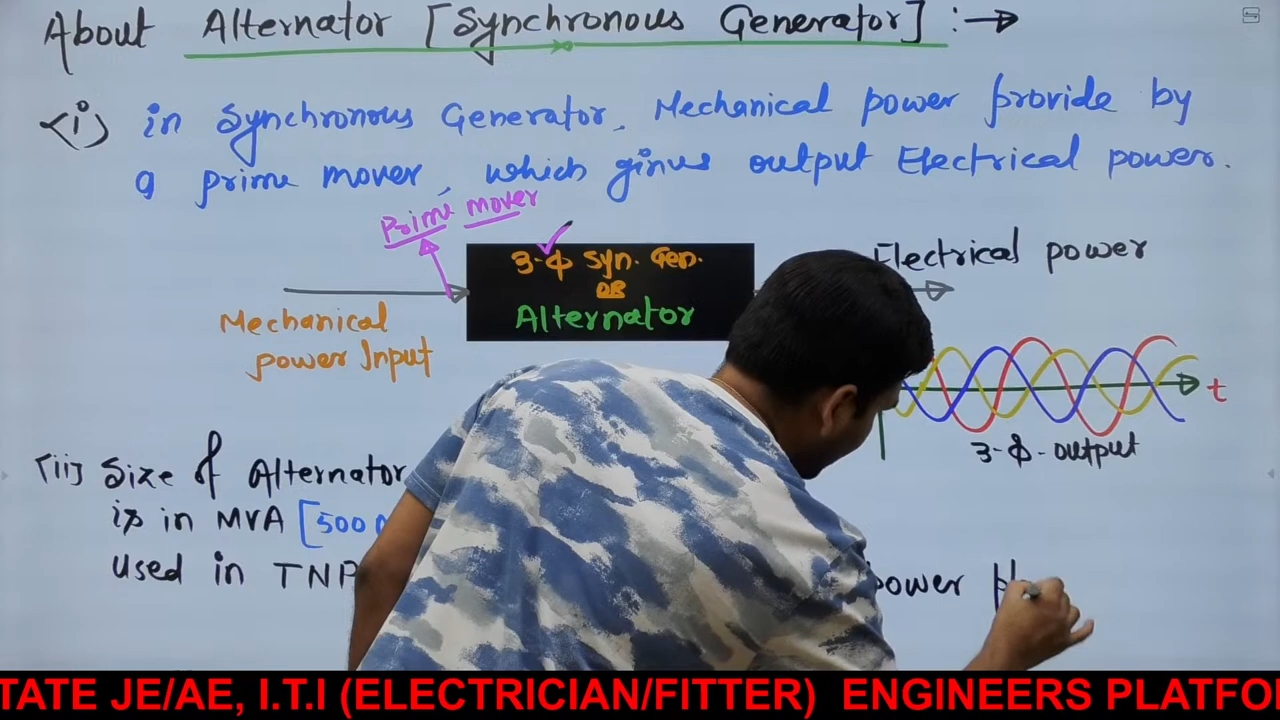 About Alternator [Synchronous Generator] :→
(i) in Synchronous Generator, Mechanical power provide by
a prime mover, which ginus output Electrical power.
Prime mover
3-ф Syn. Gen.
OR
Alternator
Electrical power
Mechanical
power Input
t
3-ф-output
(ii) Size of Alternator
is in MVA [500
used in TNP
power
TATE JE/AE, I.T.I (ELECTRICIAN/FITTER) ENGINEERS PLATFO